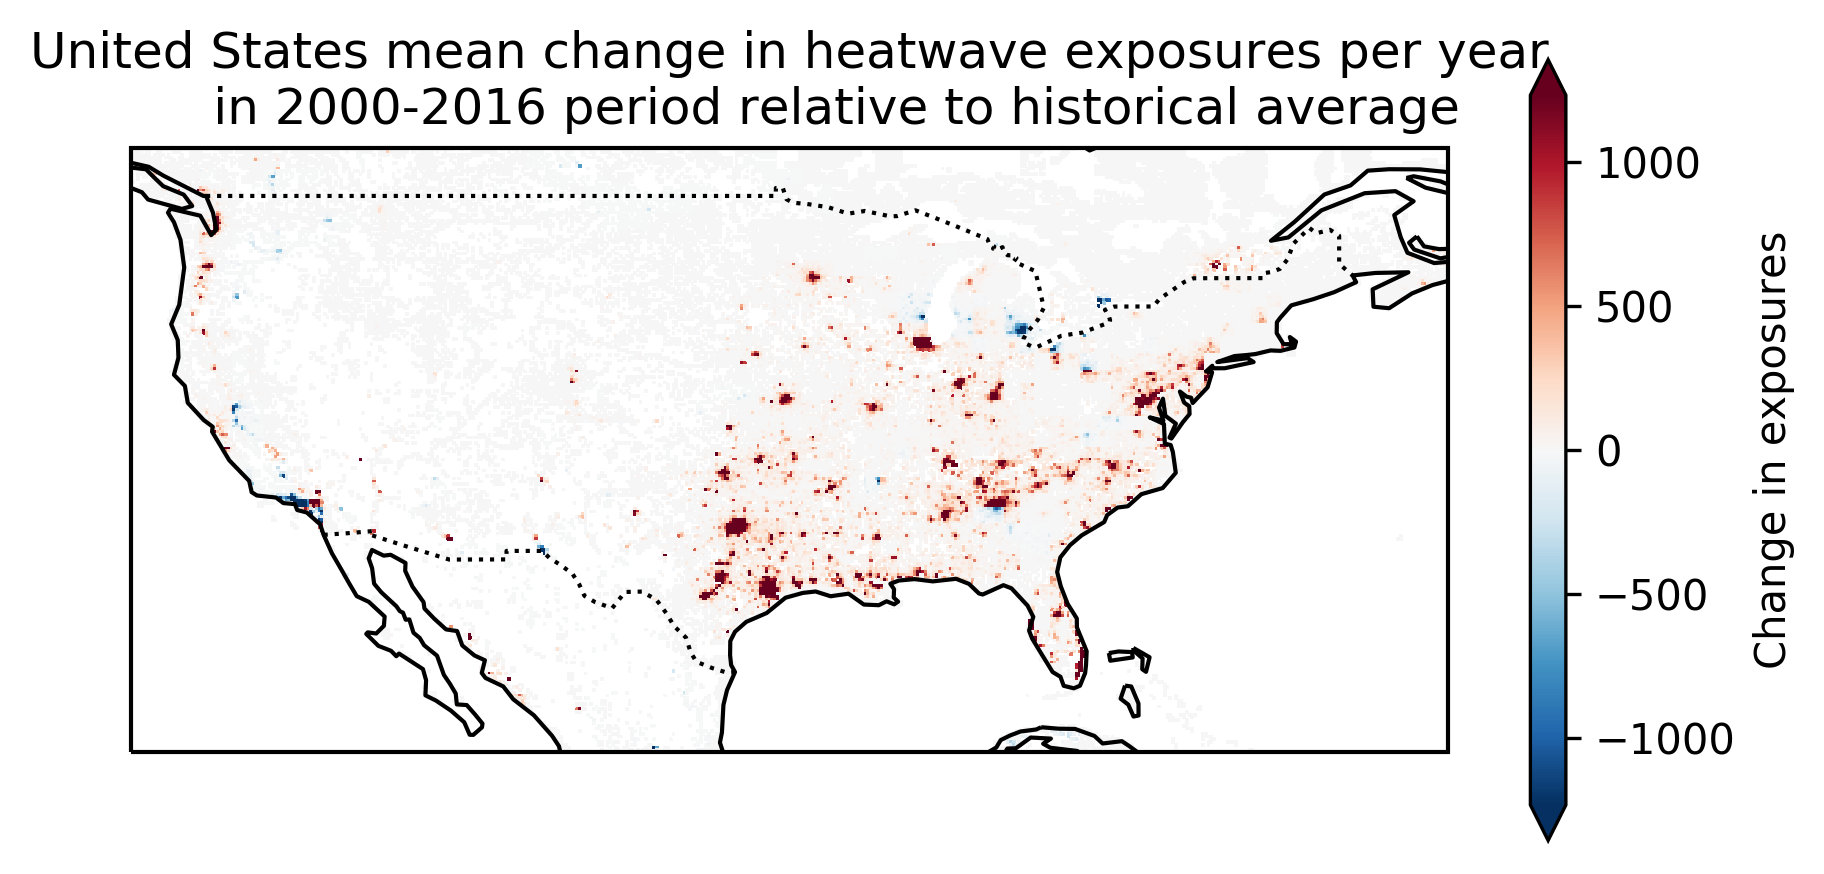 United States mean change in heatwave exposures per year
in 2000-2016 period relative to historical average
1000
500
0
−500
−1000
Change in exposures